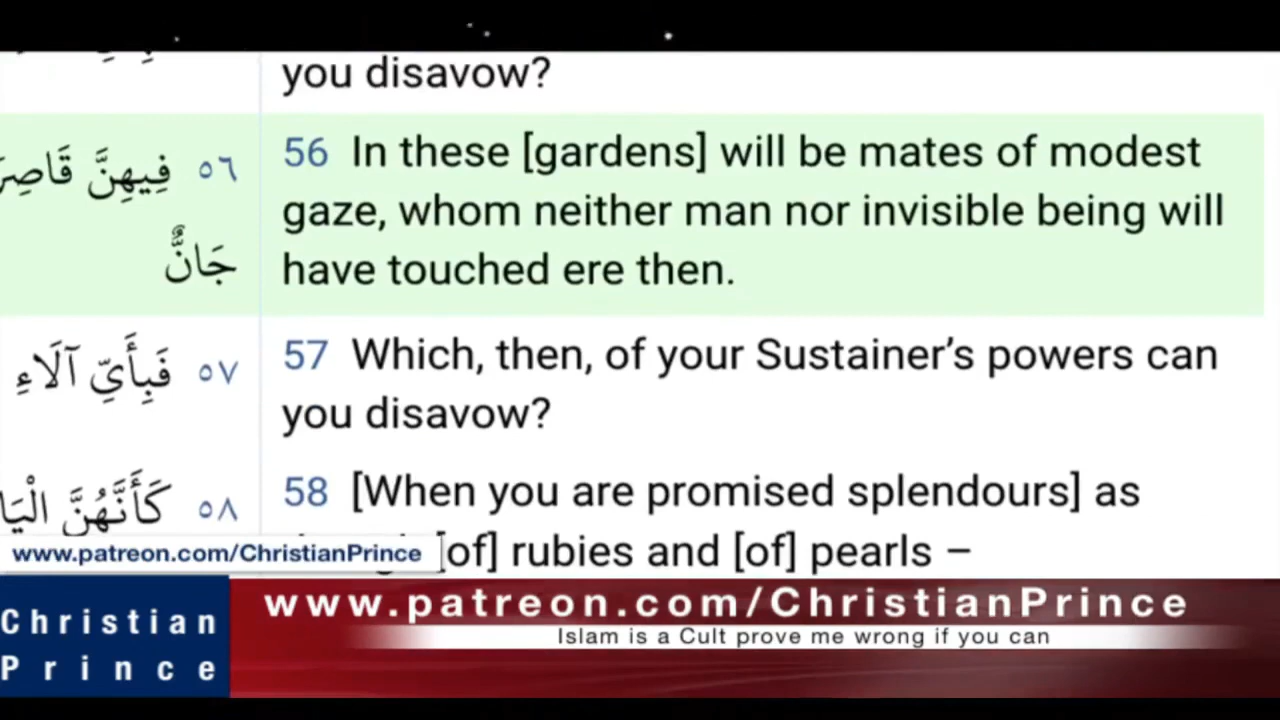 you disavow?
٥٦ فِيهِنَّ
جَانٌّ
56 In these [gardens] will be mates of modest
gaze, whom neither man nor invisible being will
have touched ere then.
٥٧ فَبِأَيِّ آلَاءِ
57 Which, then, of your Sustainer’s powers can
you disavow?
٥٨ كَأَنَّهُنَّ
58 [When you are promised splendours] as
[of] rubies and [of] pearls –
www.patreon.com/ChristianPrince
Christian
Prince
www.patreon.com/ChristianPrince
Islam is a Cult prove me wrong if you can